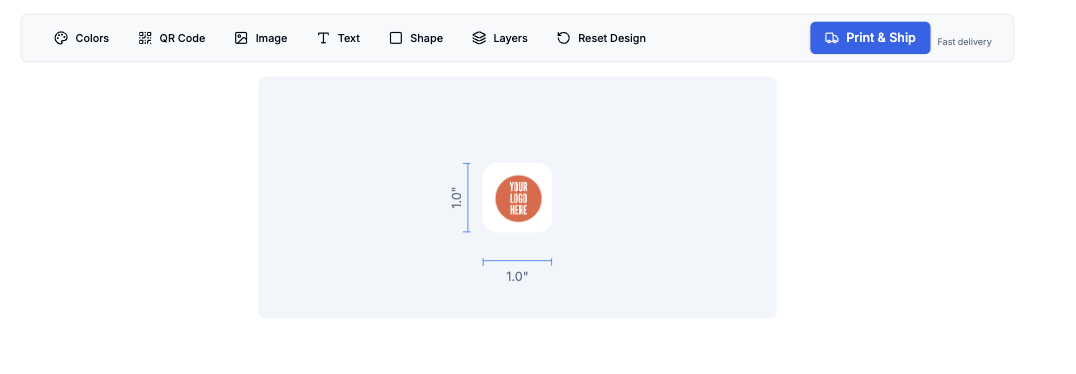 Colors
QR Code
Image
Text
Shape
Layers
Reset Design
Print & Ship
Fast delivery
1.0"
YOUR
LOGO
HERE
1.0"